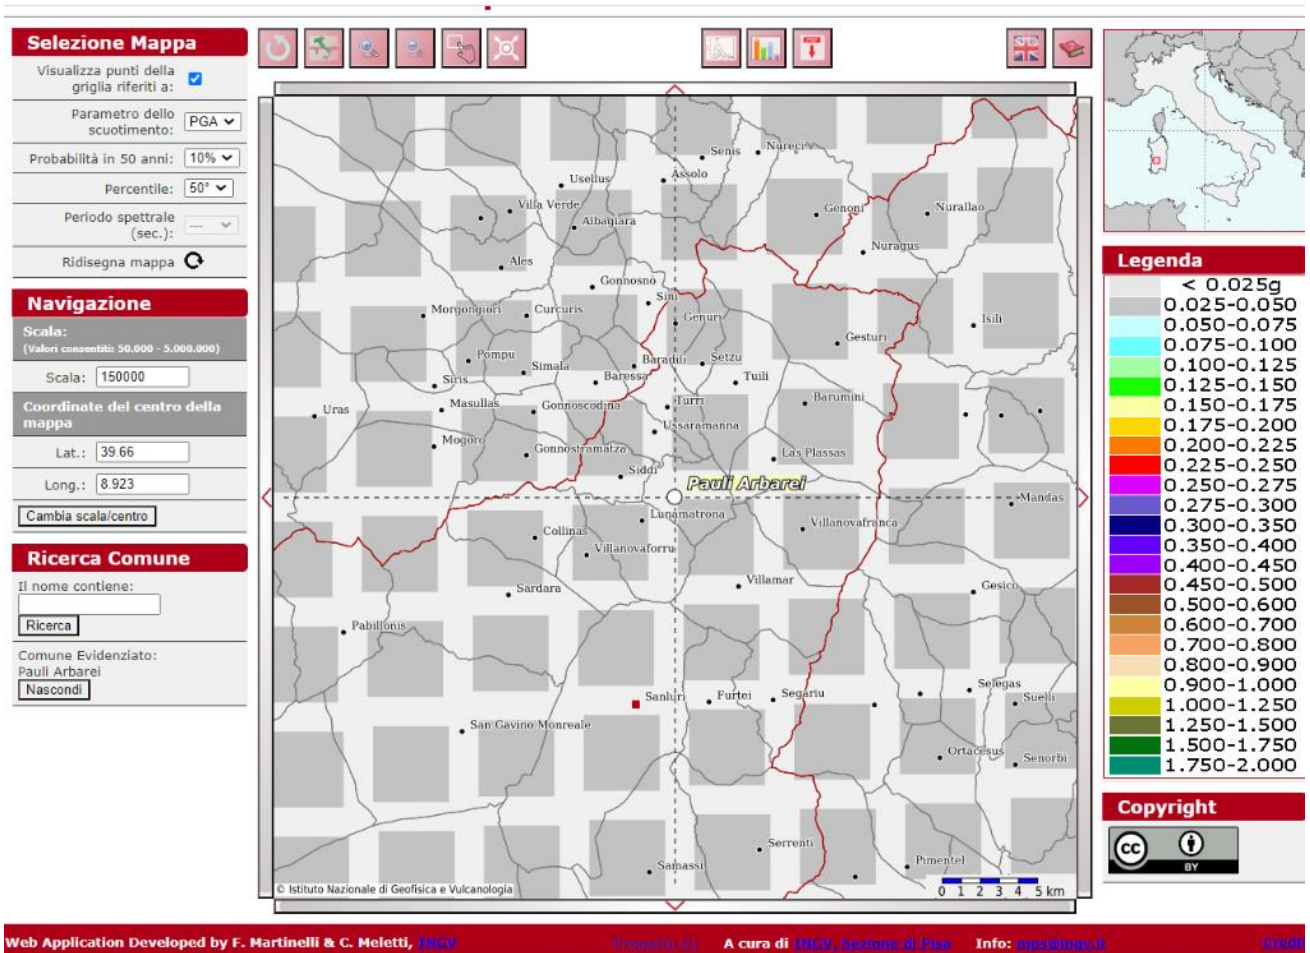 Selezione Mappa
Visualizza punti della
griglia riferiti a:
Parametro dello
scuotimento:
PGA
Probabilità in 50 anni: 10%
Percentile: 50°
Periodo spettrale
(sec.):
---
Ridisegna mappa
Navigazione
Scala:
(Valori consentiti: 50.000 - 5.000.000)
Scala: 150000
Coordinate del centro della
mappa
Lat.: 39.66
Long.: 8.923
Cambia scala/centro
Ricerca Comune
Il nome contiene:
Ricerca
Comune Evidenziato:
Pauli Arbarei
Nascondi
PDF
Senis
Nureci
Assolo
Usellus
Villa Verde
Albagiara
Genoni
Nurallao
Nuragus
Ales
Gonnosnò
Sini
Morgongiori
Curcuris
Genuri
Isili
Gesturi
Pompu
Simala
Baradili
Setzu
Siris
Baressa
Tuili
Uras
Masullas
Gonnoscodina
Turri
Barumini
Ussaramanna
Mogoro
Gonnostramatza
Las Plassas
Siddi
Pauli Arbarei
Mandas
Lunamatrona
Villanovafranca
Collinas
Villanovaforru
Villamar
Sardara
Gesico
Pabillonis
Selegas
Sanluri
Furtei
Segariu
Suelli
San Gavino Monreale
Ortacesus
Senorbì
Serrenti
Samassi
Pimentel
© Istituto Nazionale di Geofisica e Vulcanologia
0 1 2 3 4 5 km
Legenda
< 0.025g
0.025-0.050
0.050-0.075
0.075-0.100
0.100-0.125
0.125-0.150
0.150-0.175
0.175-0.200
0.200-0.225
0.225-0.250
0.250-0.275
0.275-0.300
0.300-0.350
0.350-0.400
0.400-0.450
0.450-0.500
0.500-0.600
0.600-0.700
0.700-0.800
0.800-0.900
0.900-1.000
1.000-1.250
1.250-1.500
1.500-1.750
1.750-2.000
Copyright
cc
BY
Web Application Developed by F. Martinelli & C. Meletti, INGV
A cura di INGV, Sezione di Pisa Info: mps@ingv.it